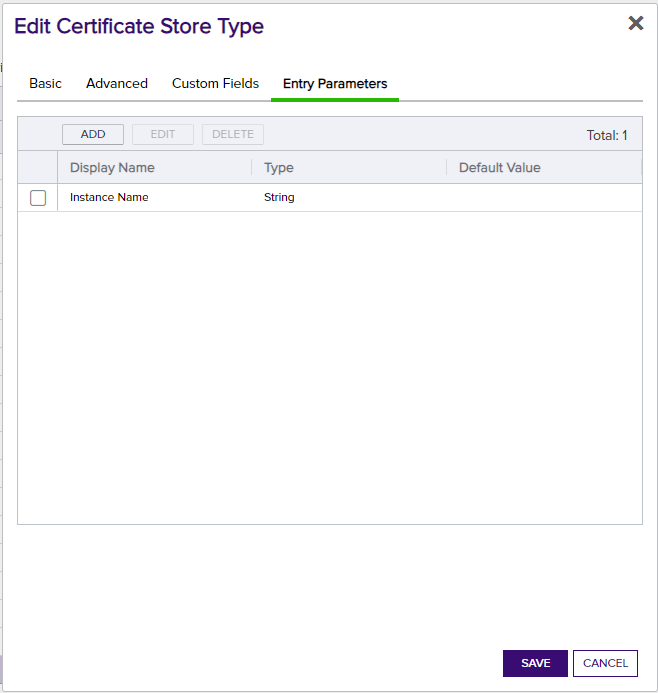 Edit Certificate Store Type
Basic Advanced Custom Fields Entry Parameters
ADD EDIT DELETE Total: 1
Display Name Type Default Value
Instance Name String
SAVE CANCEL